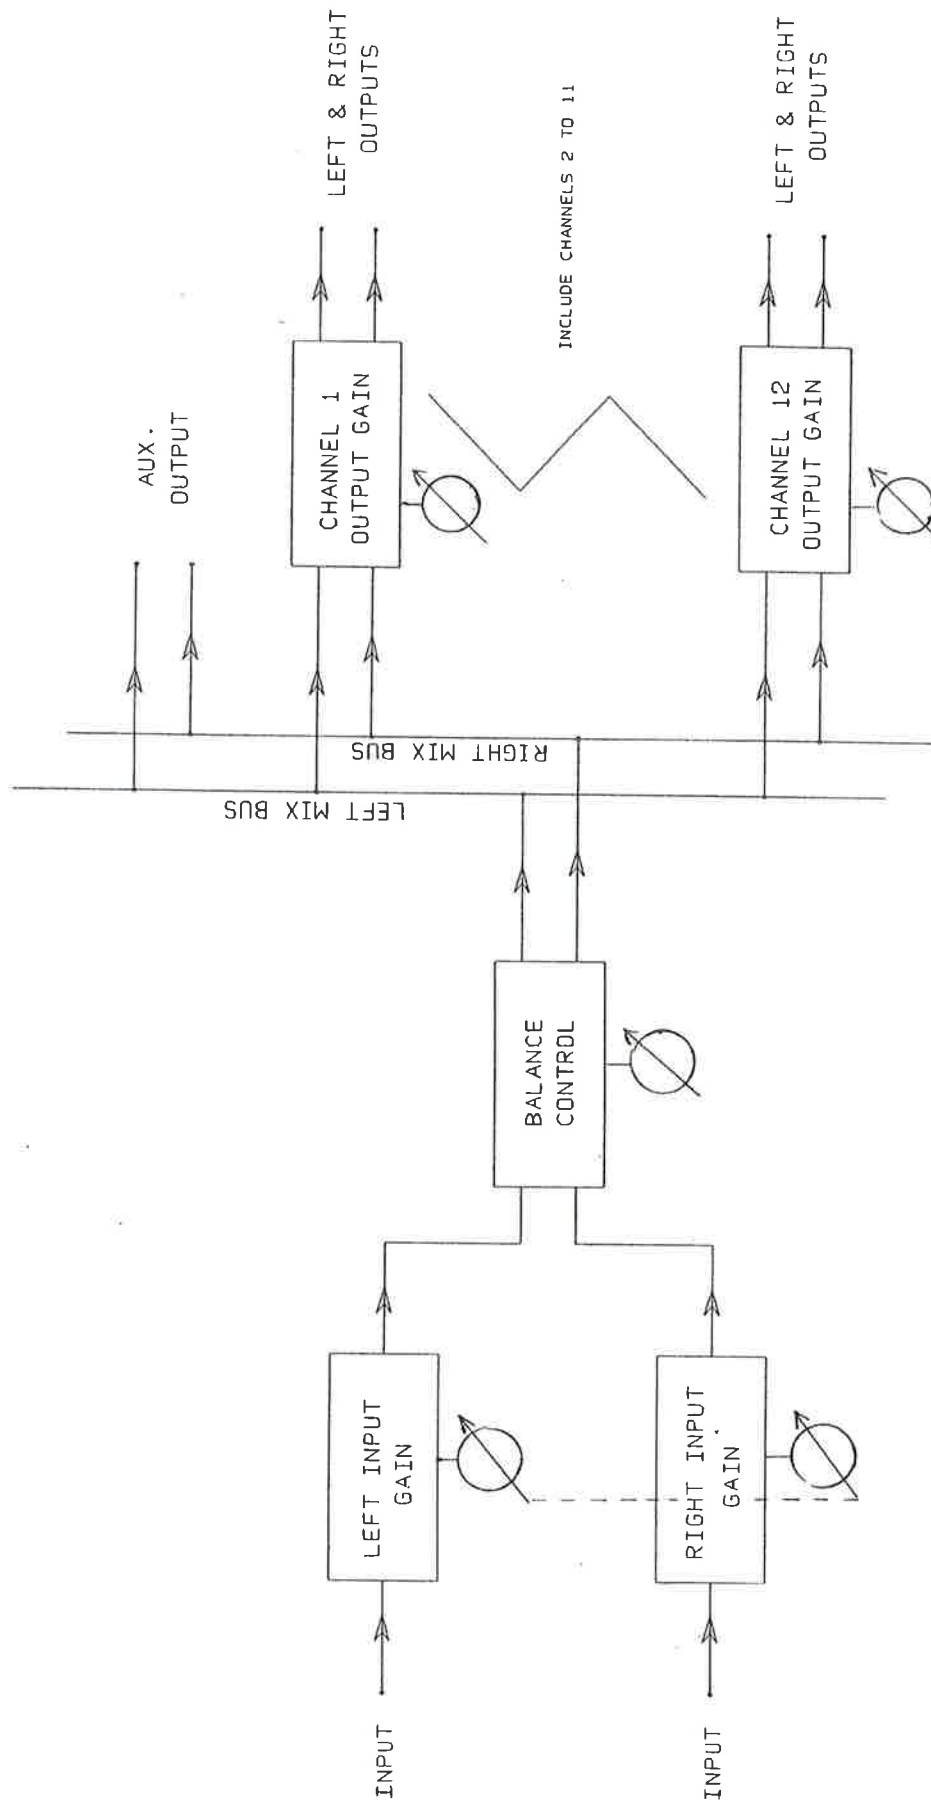 INPUT
INPUT
LEFT INPUT
GAIN
RIGHT INPUT
GAIN
BALANCE
CONTROL
LEFT MIX BUS
RIGHT MIX BUS
AUX.
OUTPUT
CHANNEL 1
OUTPUT GAIN
LEFT & RIGHT
OUTPUTS
INCLUDE CHANNELS 2 TO 11
CHANNEL 12
OUTPUT GAIN
LEFT & RIGHT
OUTPUTS